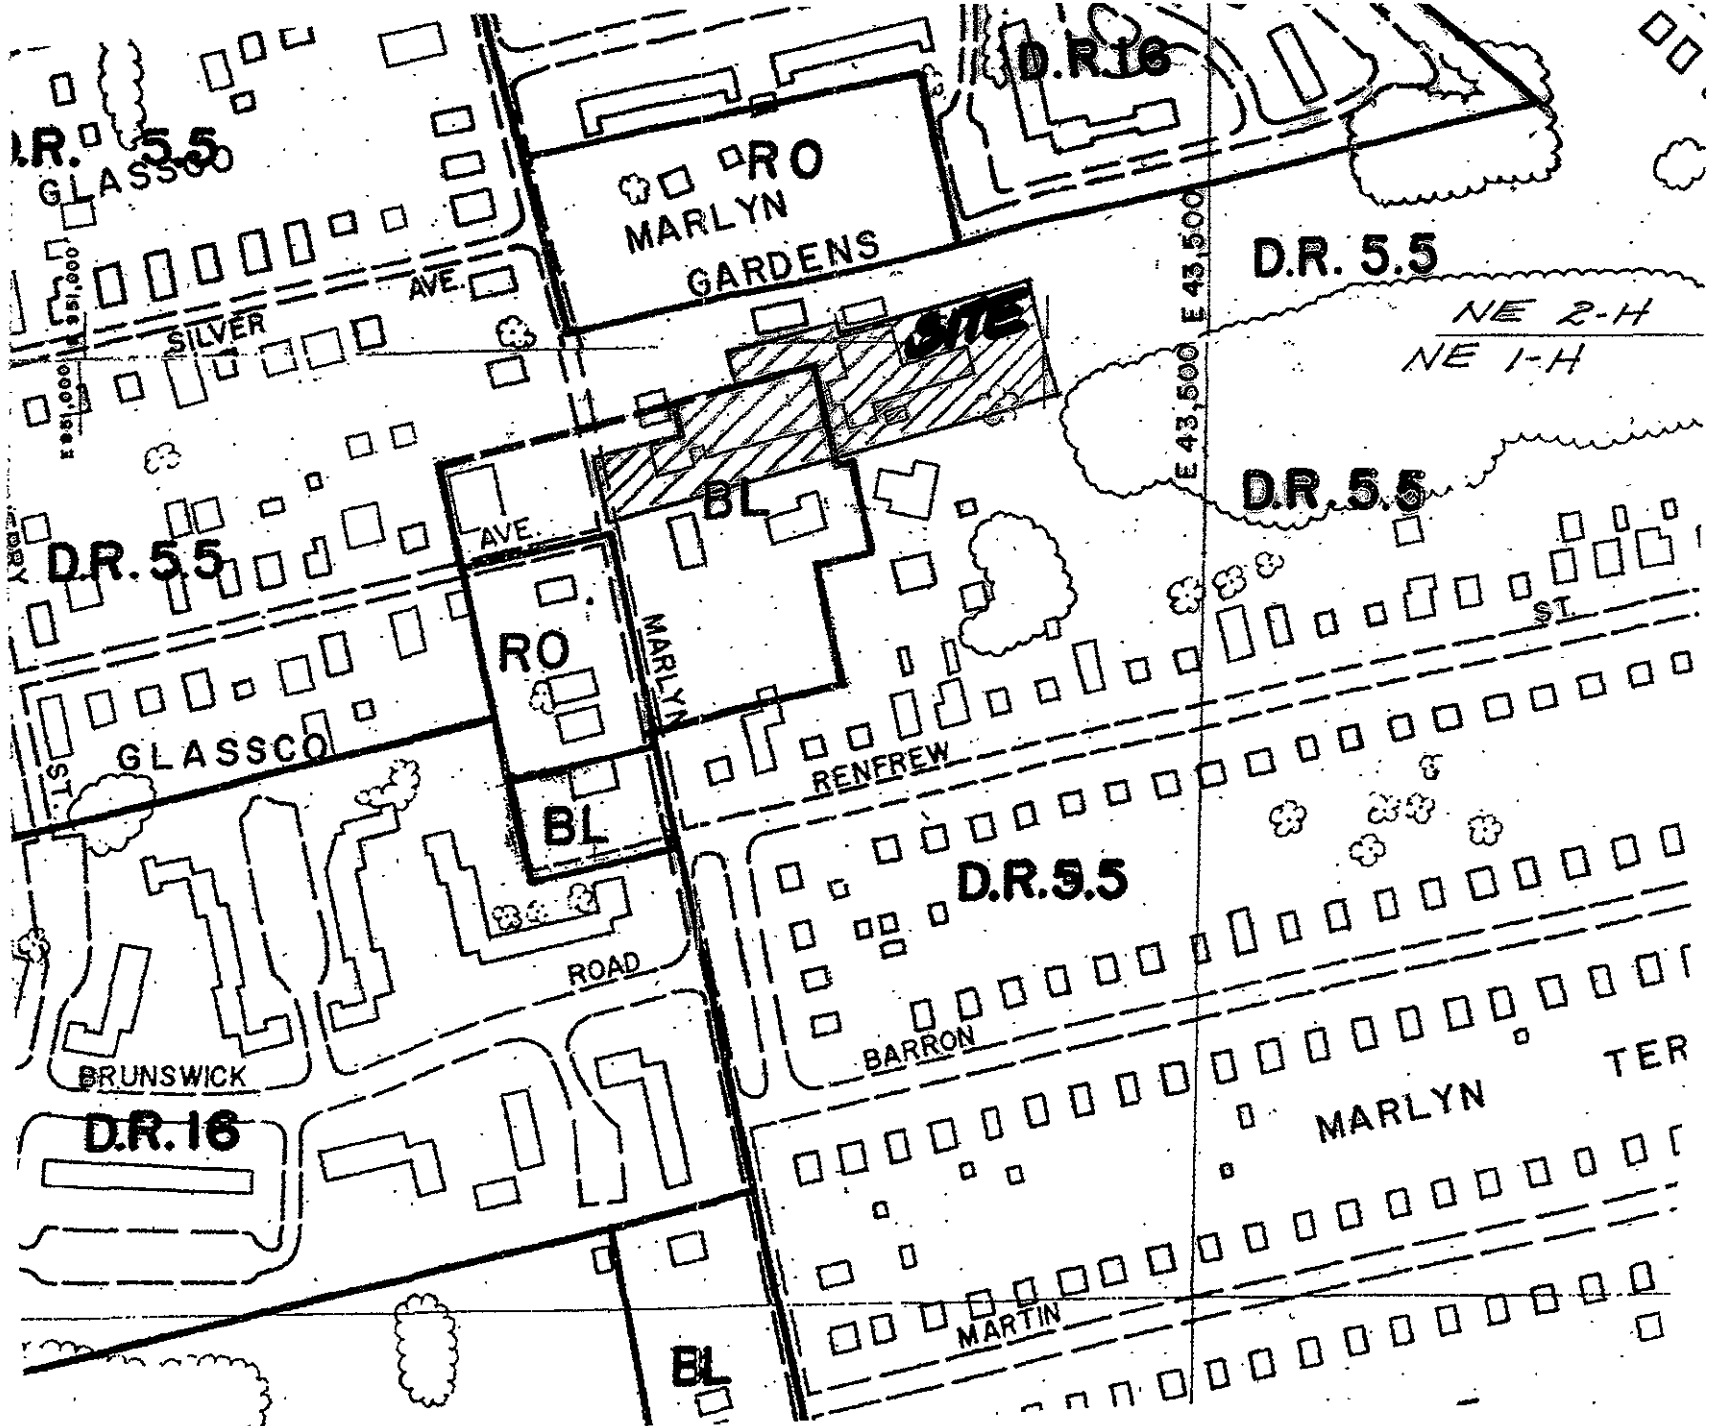 D.R. 16
D.R. 5.5
GLASSCO
RO
MARLYN
GARDENS
E 43,500
D.R. 5.5
SILVER AVE.
SITE
NE 2-H
NE 1-H
E 43,500
BL
D.R. 5.5
AVE.
D.R. 5.5
RO
MARLYN
ST.
GLASSCO
ST.
RENFREW
BL
D.R. 5.5
ROAD
BARRON
BRUNSWICK
TER
MARLYN
D.R. 16
MARTIN
BL